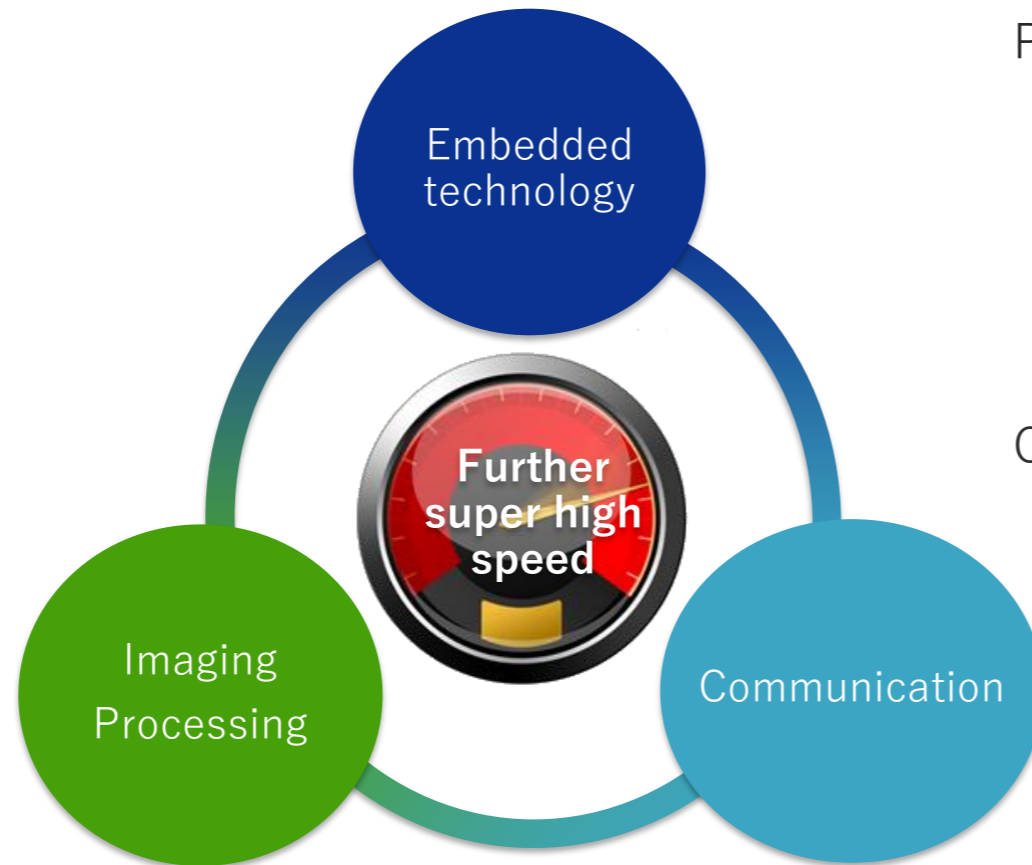 Embedded
technology
Further
super high
speed
Imaging
Processing
Communication